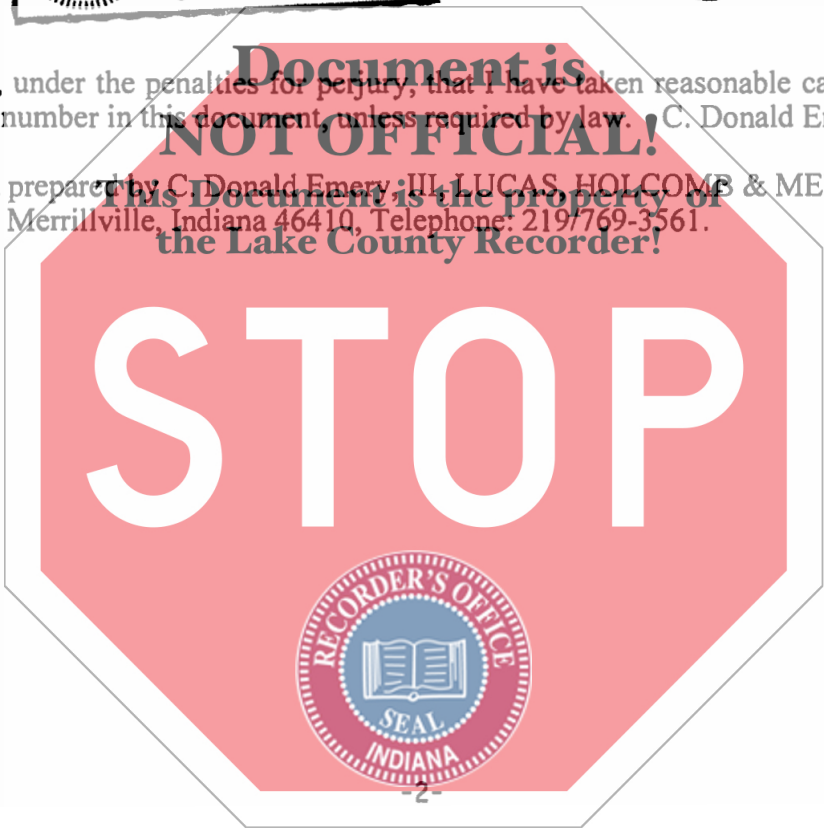 Document is
, under the penalties for perjury, that I have taken reasonable ca
number in this document, unless required by law. C. Donald E
NOT OFFICIAL!
prepared by C. Donald Emery, III, LUCAS, HOLCOMB & ME
This Document is the property of
Merrillville, Indiana 46410, Telephone: 219/769-3561.
the Lake County Recorder!
STOP
RECORDER'S OFFICE
SEAL
INDIANA
-2-